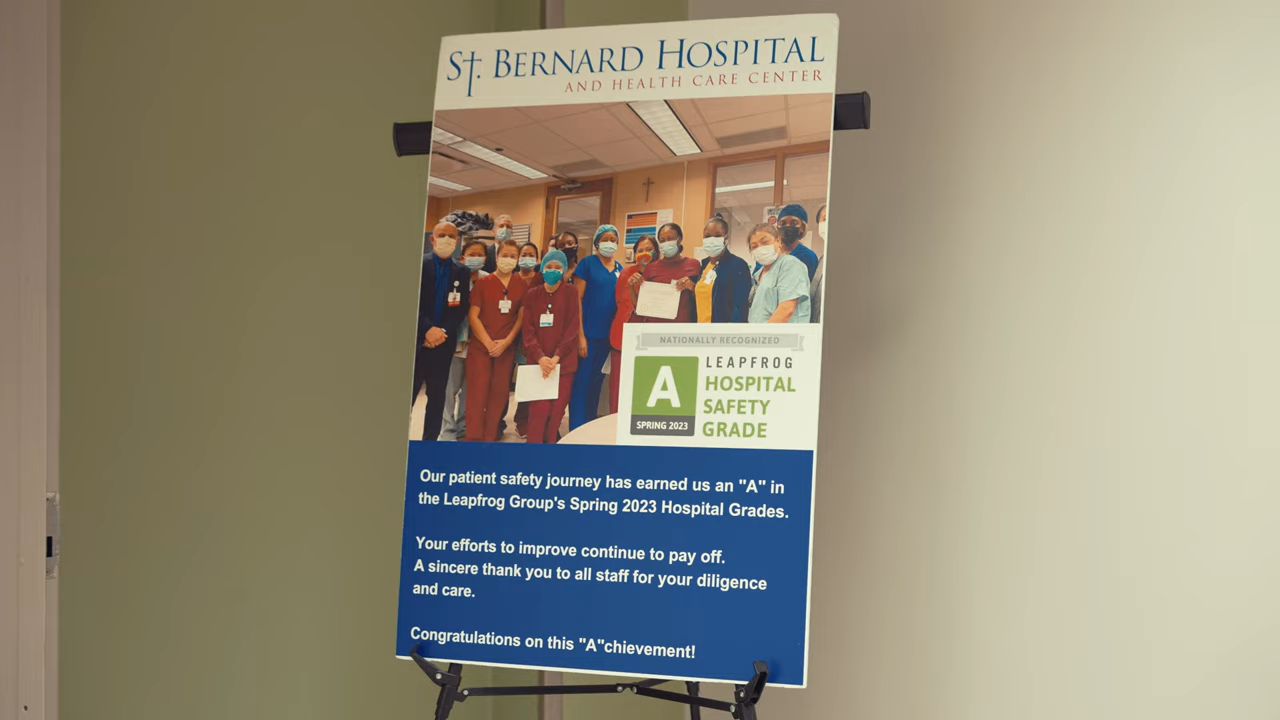 St. Bernard Hospital
AND HEALTH CARE CENTER
NATIONALLY RECOGNIZED
LEAPFROG
HOSPITAL
SAFETY
GRADE
A
SPRING 2023
Our patient safety journey has earned us an "A" in
the Leapfrog Group's Spring 2023 Hospital Grades.
Your efforts to improve continue to pay off.
A sincere thank you to all staff for your diligence
and care.
Congratulations on this "A"chievement!